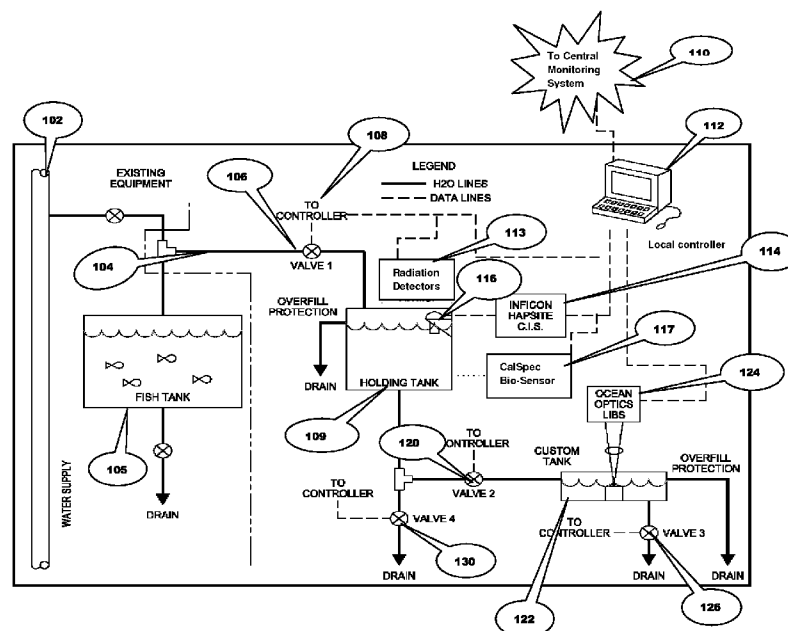 To Central
Monitoring
System
110
102
108
112
EXISTING
EQUIPMENT
106
LEGEND
H2O LINES
DATA LINES
TO
CONTROLLER
113
Local controller
104
VALVE 1
Radiation
Detectors
116
114
OVERFILL
PROTECTION
INFICON
HAPSITE
C.I.S.
117
DRAIN
HOLDING TANK
CalSpec
Bio-Sensor
124
FISH TANK
OCEAN
OPTICS
LIBS
105
109
120
TO
ONTROLLER
CUSTOM
TANK
OVERFILL
PROTECTION
WATER SUPPLY
DRAIN
TO
CONTROLLER
VALVE 2
VALVE 4
TO
CONTROLLER
VALVE 3
130
DRAIN
DRAIN
DRAIN
122
126